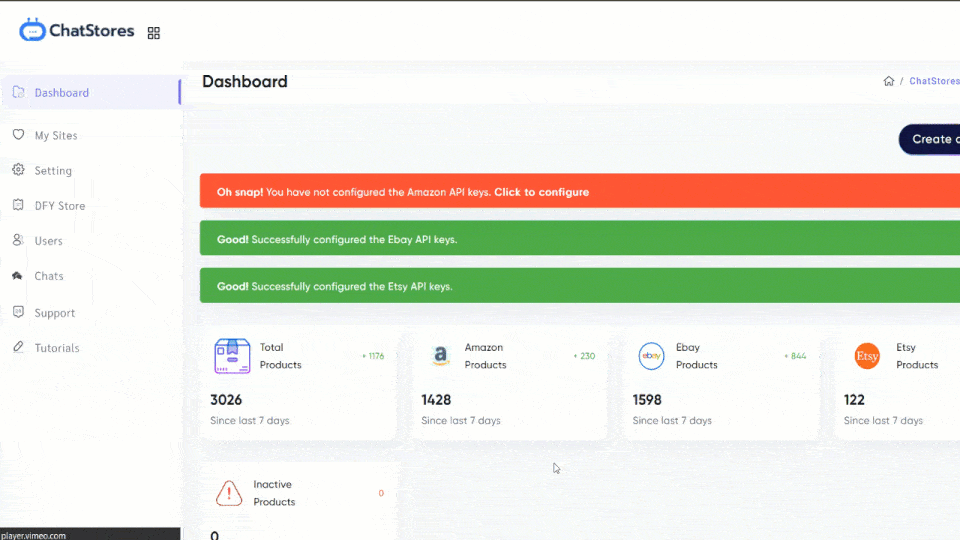 ChatStores
Dashboard
My Sites
Setting
DFY Store
Users
Chats
Support
Tutorials
Dashboard
/ ChatStores
Create
Oh snap! You have not configured the Amazon API keys. Click to configure
Good! Successfully configured the Ebay API keys.
Good! Successfully configured the Etsy API keys.
Total
Products
+ 1176
3026
Since last 7 days
a
Amazon
Products
+ 230
1428
Since last 7 days
ebay
Ebay
Products
+ 844
1598
Since last 7 days
Etsy
Etsy
Products
122
Since last 7 days
Inactive
Products
0
0
player.vimeo.com